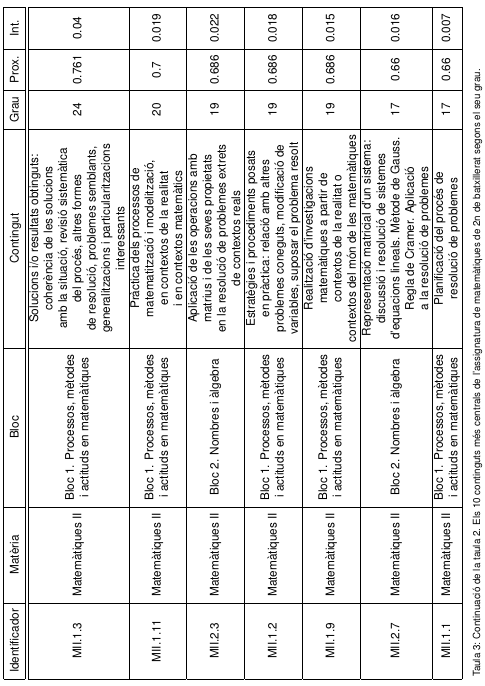 Identificador Matèria Bloc Contingut Grau Prox. Int.
MII.1.3 Matemàtiques II Bloc 1. Processos, mètodes
i actituds en matemàtiques
Solucions i/o resultats obtinguts:
coherència de les solucions
amb la situació, revisió sistemàtica
del procés, altres formes
de resolució, problemes semblants,
generalitzacions i particularitzacions
interessants
24 0.761 0.04
MII.1.11 Matemàtiques II Bloc 1. Processos, mètodes
i actituds en matemàtiques
Pràctica dels processos de
matematització i modelització,
en contextos de la realitat
i en contextos matemàtics
20 0.7 0.019
MII.2.3 Matemàtiques II Bloc 2. Nombres i àlgebra
Aplicació de les operacions amb
matrius i de les seves propietats
en la resolució de problemes extrets
de contextos reals
19 0.686 0.022
MII.1.2 Matemàtiques II Bloc 1. Processos, mètodes
i actituds en matemàtiques
Estratègies i procediments posats
en pràctica: relació amb altres
problemes coneguts, modificació de
variables, suposar el problema resolt
19 0.686 0.018
MII.1.9 Matemàtiques II Bloc 1. Processos, mètodes
i actituds en matemàtiques
Realització d'investigacions
matemàtiques a partir de
contextos de la realitat o
contextos del món de les matemàtiques
19 0.686 0.015
MII.2.7 Matemàtiques II Bloc 2. Nombres i àlgebra
Representació matricial d'un sistema:
discussió i resolució de sistemes
d'equacions lineals. Mètode de Gauss.
Regla de Cramer. Aplicació
a la resolució de problemes
17 0.66 0.016
MII.1.1 Matemàtiques II Bloc 1. Processos, mètodes
i actituds en matemàtiques
Planificació del procés de
resolució de problemes
17 0.66 0.007
Taula 3: Continuació de la taula 2. Els 10 continguts més centrals de l'assignatura de matemàtiques de 2n de batxillerat segons el seu grau.